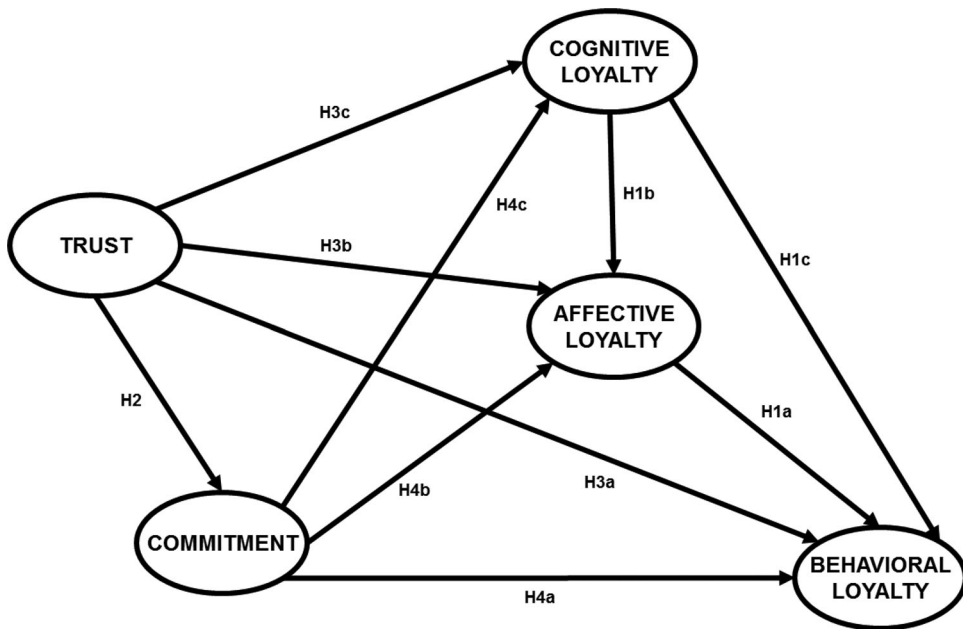 COGNITIVE
LOYALTY
H3c
H4c
H1b
TRUST
H3b
H1c
AFFECTIVE
LOYALTY
H2
H1a
H4b
H3a
COMMITMENT
BEHAVIORAL
LOYALTY
H4a